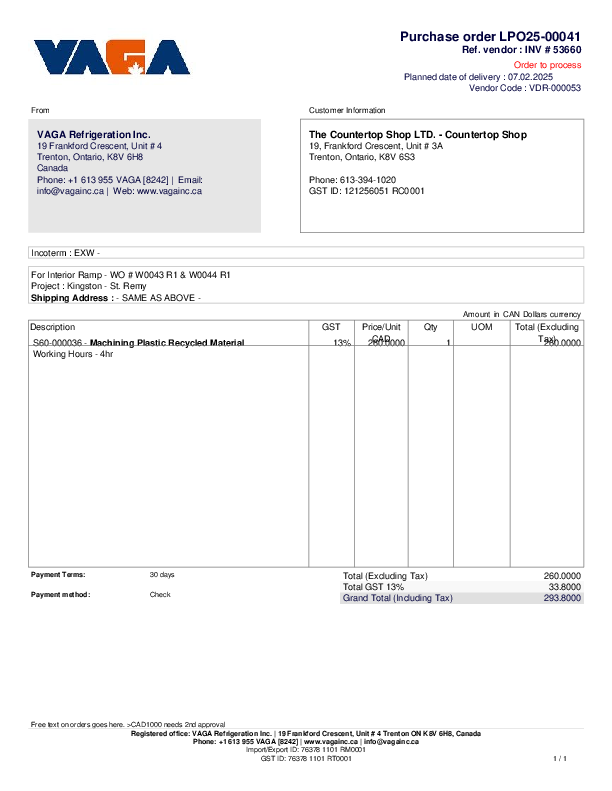 VAGA
Purchase order LPO25-00041
Ref. vendor : INV # 53660
Order to process
Planned date of delivery : 07.02.2025
Vendor Code : VDR-000053
From
Customer Information
VAGA Refrigeration Inc.
19 Frankford Crescent, Unit # 4
Trenton, Ontario, K8V 6H8
Canada
Phone: +1 613 955 VAGA [8242] | Email:
info@vagainc.ca | Web: www.vagainc.ca
The Countertop Shop LTD. - Countertop Shop
19, Frankford Crescent, Unit # 3A
Trenton, Ontario, K8V 6S3
Phone: 613-394-1020
GST ID: 121256051 RC0001
Incoterm : EXW -
For Interior Ramp - WO # W0043 R1 & W0044 R1
Project : Kingston - St. Remy
Shipping Address : - SAME AS ABOVE -
Amount in CAN Dollars currency
Description GST Price/Unit CAD Qty UOM Total (Excluding Tax)
S60-000036 - Machining Plastic Recycled Material 13% 260.0000 1 260.0000
Working Hours - 4hr
Payment Terms: 30 days
Payment method: Check
Total (Excluding Tax) 260.0000
Total GST 13% 33.8000
Grand Total (Including Tax) 293.8000
Free text on orders goes here. >CAD1000 needs 2nd approval
Registered office: VAGA Refrigeration Inc. | 19 Frankford Crescent, Unit # 4 Trenton ON K8V 6H8, Canada
Phone: +1 613 955 VAGA [8242] | www.vagainc.ca | info@vagainc.ca
Import/Export ID: 76378 1101 RM0001
GST ID: 76378 1101 RT0001
1 / 1